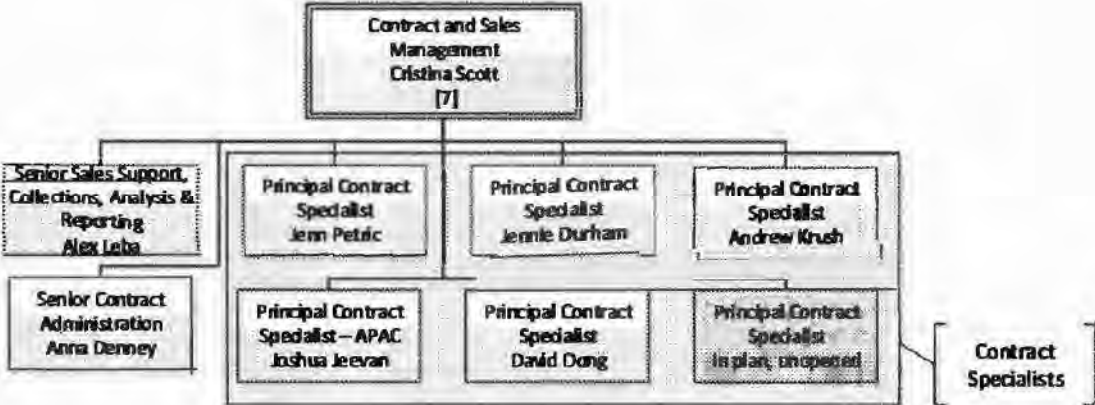 Contract and Sales
Management
Cristina Scott
[7]
Senior Sales Support,
Collections, Analysis &
Reporting
Alex Leba
Principal Contract
Specialist
Jenn Petric
Principal Contract
Specialist
Jennie Durham
Principal Contract
Specialist
Andrew Krush
Senior Contract
Administration
Anna Denney
Principal Contract
Specialist – APAC
Joshua Jeevan
Principal Contract
Specialist
David Dong
Principal Contract
Specialist
In plan, unopened
Contract
Specialists